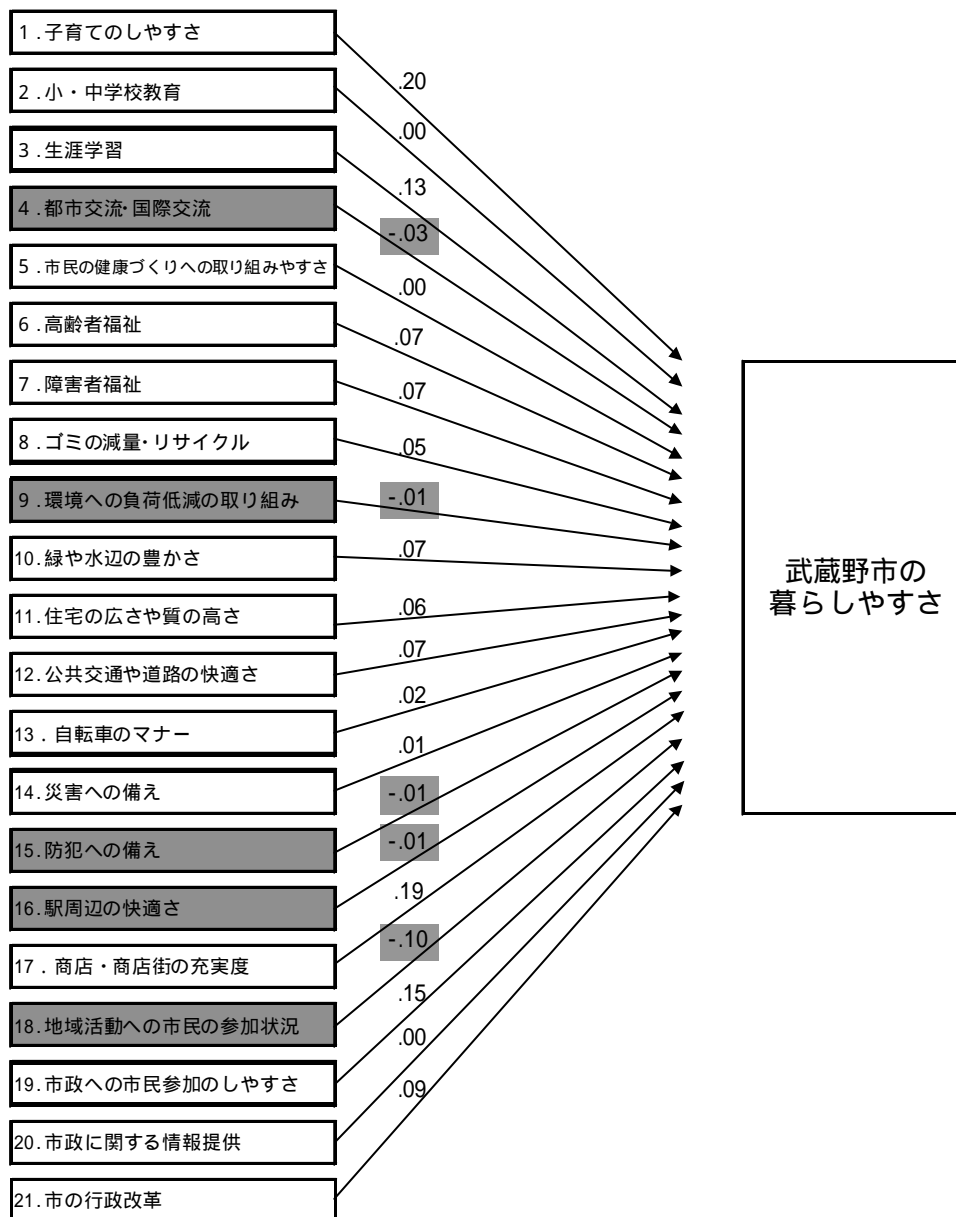 1.子育てのしやすさ
2.小・中学校教育
3.生涯学習
4.都市交流・国際交流
5.市民の健康づくりへの取り組みやすさ
6.高齢者福祉
7.障害者福祉
8.ゴミの減量・リサイクル
9.環境への負荷低減の取り組み
10.緑や水辺の豊かさ
11.住宅の広さや質の高さ
12.公共交通や道路の快適さ
13.自転車のマナー
14.災害への備え
15.防犯への備え
16.駅周辺の快適さ
17.商店・商店街の充実度
18.地域活動への市民の参加状況
19.市政への市民参加のしやすさ
20.市政に関する情報提供
21.市の行政改革
.20
.00
.13
-.03
.00
.07
.07
.05
-.01
.07
.06
.07
.02
.01
-.01
-.01
.19
-.10
.15
.00
.09
武蔵野市の
暮らしやすさ